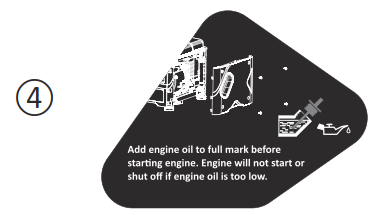 ④
Add engine oil to full mark before
starting engine. Engine will not start or
shut off if engine oil is too low.